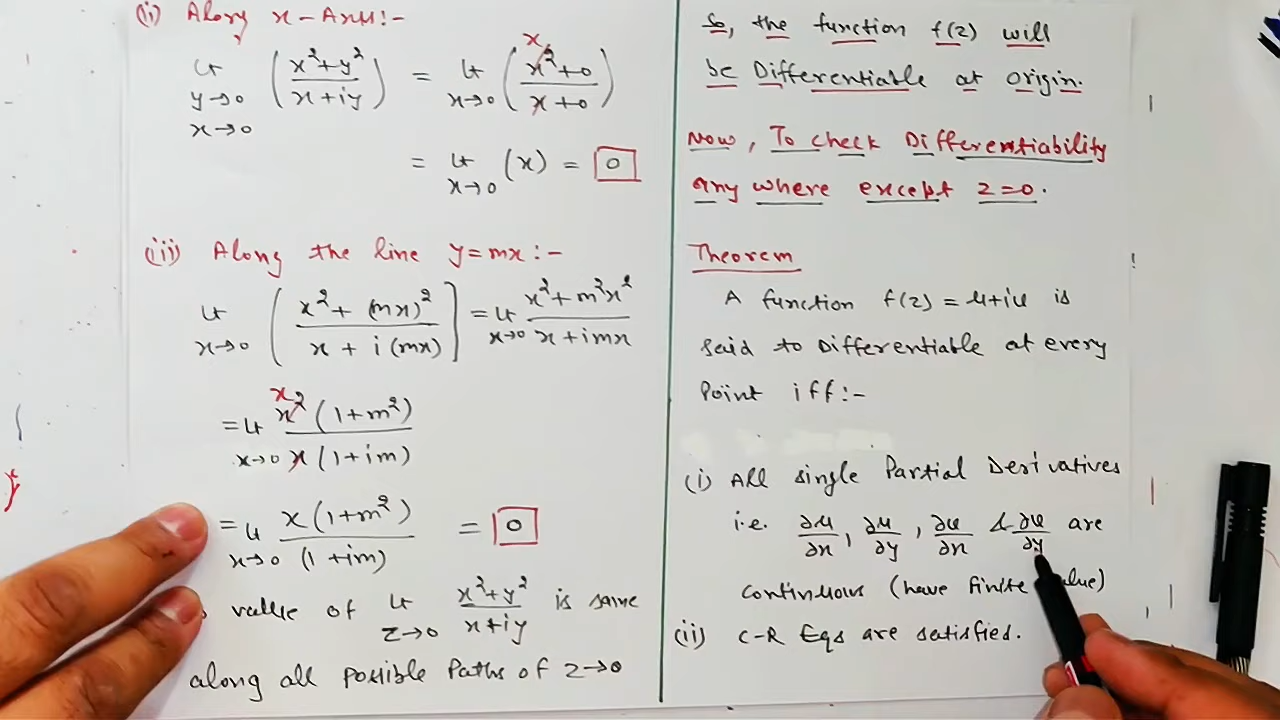 (i) Along x-Axis:-
Lt y→0 x→0 (x²+y² / x+iy) = Lt x→0 (x²+0 / x+0) x
= Lt x→0 (x) = 0
(iii) Along the line y=mx:-
Lt x→0 [x² + (mx)² / x + i(mx)] = Lt x→0 x²+m²x² / x+imx
= Lt x→0 x²(1+m²) / x(1+im) x
= Lt x→0 x(1+m²) / (1+im) = 0
value of Lt z→0 x²+y² / x+iy is same
along all possible Paths of z→0
So, the function f(z) will
be Differentiable at origin.
Now, To check Differentiability
any where except z=0.
Theorem
A function f(z) = u+iv is
said to Differentiable at every
Point iff:-
(i) All single Partial Derivatives
i.e. ∂u/∂x, ∂u/∂y, ∂v/∂x & ∂v/∂y are
continuous (have finite value)
(ii) C-R Eqs are satisfied.